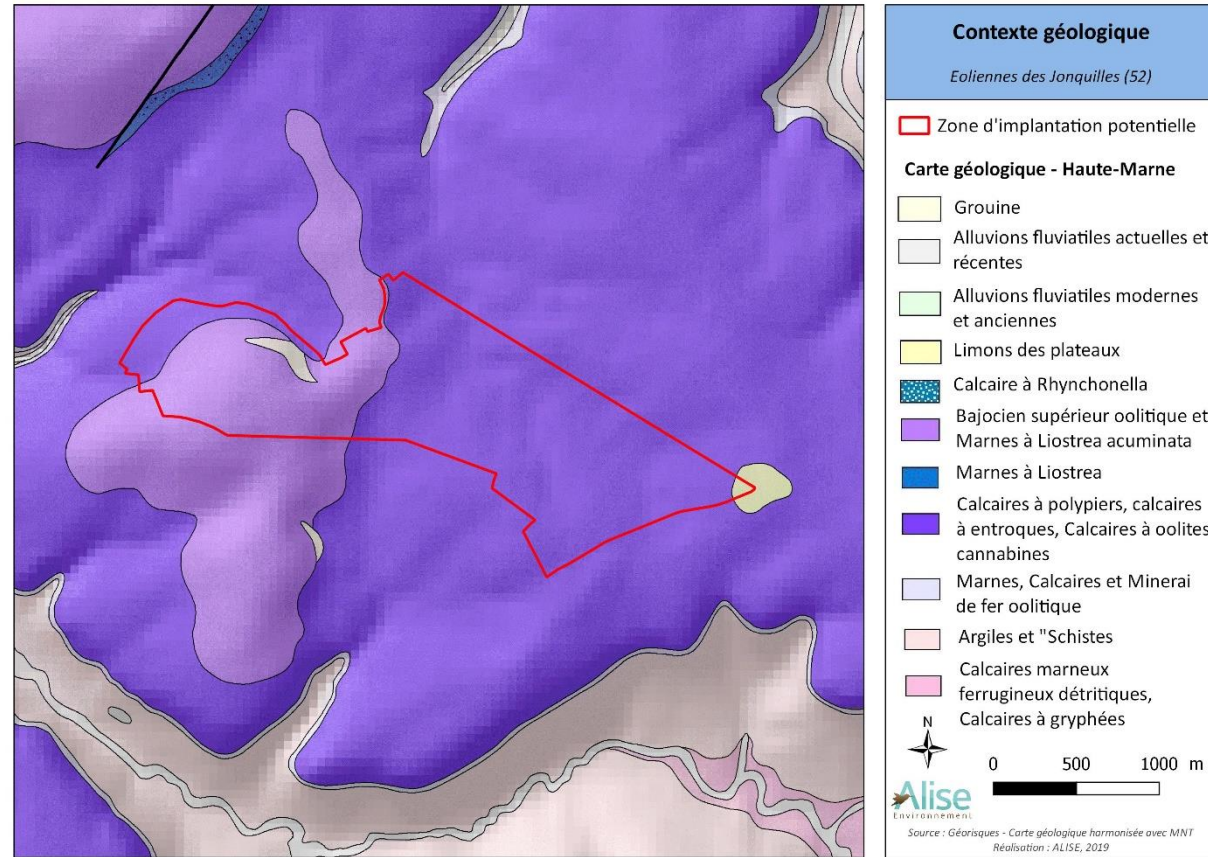 Contexte géologique
Eoliennes des Jonquilles (52)
Zone d'implantation potentielle
Carte géologique - Haute-Marne
Grouine
Alluvions fluviatiles actuelles et
récentes
Alluvions fluviatiles modernes
et anciennes
Limons des plateaux
Calcaire à Rhynchonella
Bajocien supérieur oolitique et
Marnes à Liostrea acuminata
Marnes à Liostrea
Calcaires à polypiers, calcaires
à entroques, Calcaires à oolites
cannabines
Marnes, Calcaires et Minerai
de fer oolitique
Argiles et "Schistes
Calcaires marneux
ferrugineux détritiques,
Calcaires à gryphées
N
0 500 1000 m
Alise
Environnement
Source : Géorisques - Carte géologique harmonisée avec MNT
Réalisation : ALISE, 2019